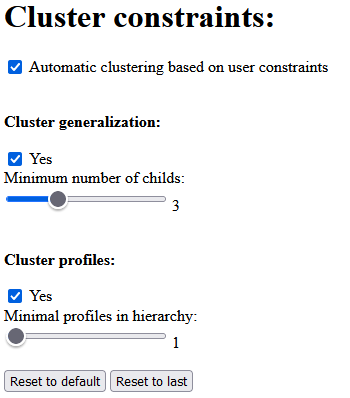 Cluster constraints:
Automatic clustering based on user constraints
Cluster generalization:
Yes
Minimum number of childs:
3
Cluster profiles:
Yes
Minimal profiles in hierarchy:
1
Reset to default Reset to last